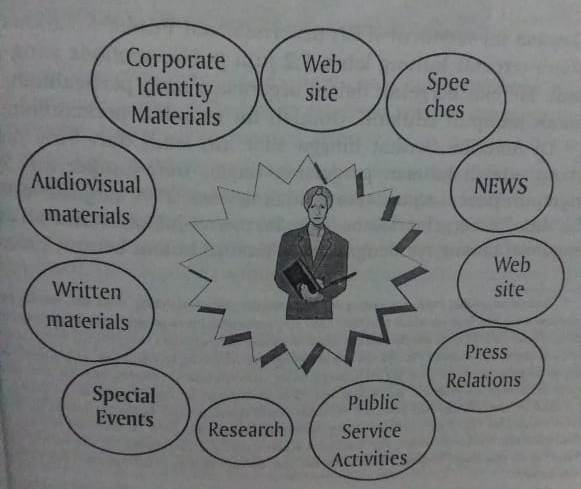 Corporate
Identity
Materials
Web
site
Spee
ches
NEWS
Web
site
Press
Relations
Public
Service
Activities
Research
Special
Events
Written
materials
Audiovisual
materials